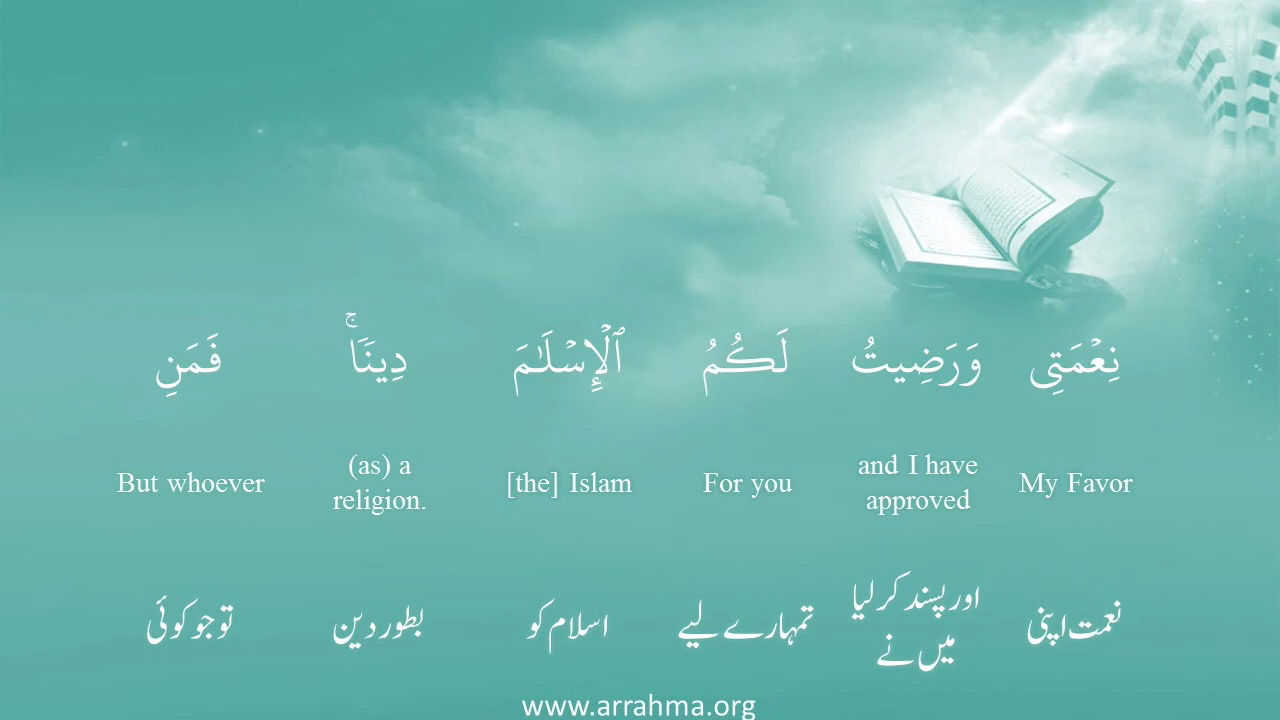 نِعْمَتِى وَرَضِيتُ لَكُمُ ٱلْإِسْلَـٰمَ دِينًا ۚ فَمَنِ
My Favor
and I have
approved
For you
[the] Islam
(as) a
religion.
But whoever
نعمت اپنی
اور پسند کر لیا
میں نے
تمہارے لیے
اسلام کو
بطور دین
تو جو کوئی
www.arrahma.org